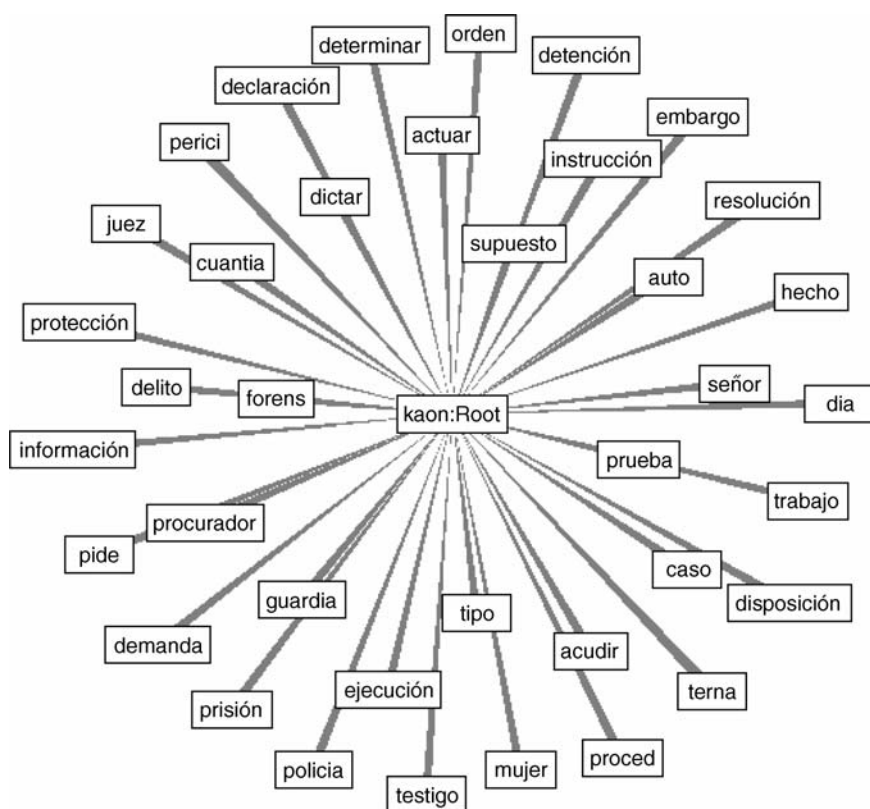 orden
determinar
detención
declaración
embargo
perici
actuar
instrucción
dictar
resolución
juez
cuantia
supuesto
auto
hecho
protección
delito
forens
señor
kaon:Root
dia
información
prueba
trabajo
procurador
pide
caso
disposición
guardia
tipo
demanda
acudir
ejecución
terna
prisión
proced
policia
mujer
testigo